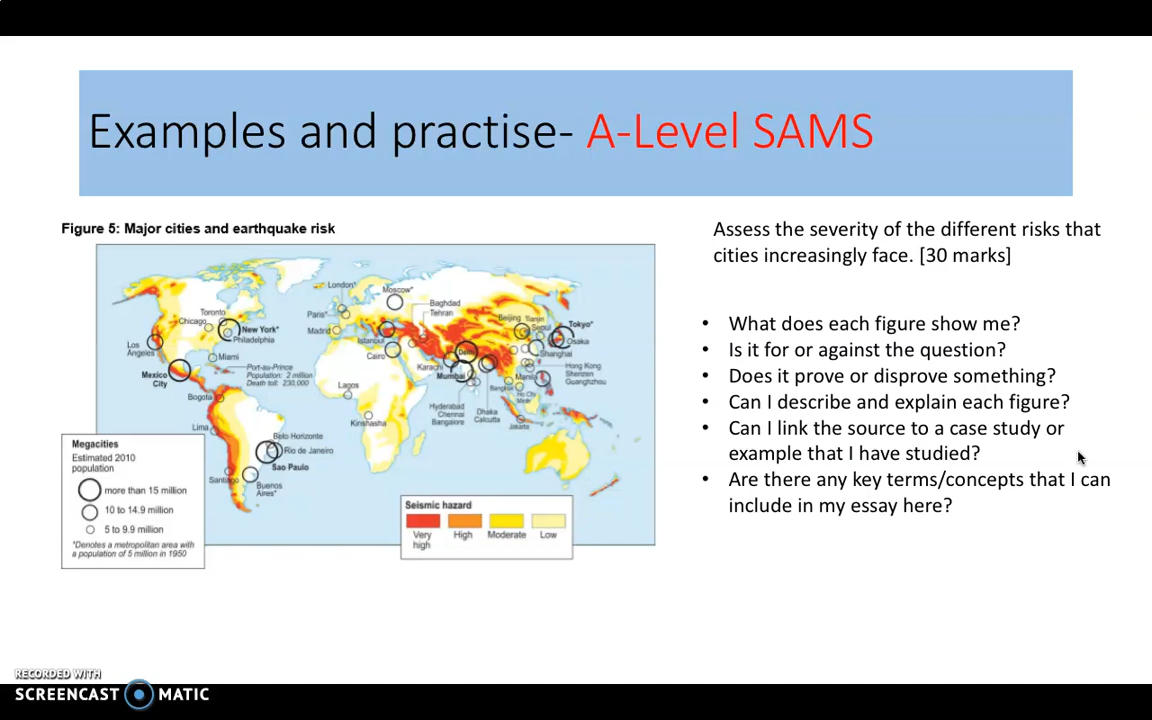 Examples and practise- A-Level SAMS
Figure 5: Major cities and earthquake risk
London*
Moscow*
Toronto
Chicago
New York*
Philadelphia
Paris*
Madrid
Baghdad
Tehran
Istanbul
Beijing
Tianjin
Seoul
Tokyo*
Osaka
Shanghai
Los
Angeles
Miami
Cairo
Karachi
Delhi
Mumbai
Mexico
City
Port-au-Prince
Population: 2 million
Death toll: 230,000
Hong Kong
Shenzen
Guangzhou
Manila
Bogota
Lagos
Kinshasha
Hyderabad
Chennai
Bangalore
Dhaka
Calcutta
Ho Chi
Jakarta
Lima
Belo Horizonte
Rio de Janeiro
Sao Paulo
Santiago
Buenos
Aires*
Megacities
Estimated 2010
population
more than 15 million
10 to 14.9 million
5 to 9.9 million
*Denotes a metropolitan area with
a population of 5 million in 1950
Seismic hazard
Very
high
High
Moderate
Low
Assess the severity of the different risks that
cities increasingly face. [30 marks]
• What does each figure show me?
• Is it for or against the question?
• Does it prove or disprove something?
• Can I describe and explain each figure?
• Can I link the source to a case study or
example that I have studied?
• Are there any key terms/concepts that I can
include in my essay here?
RECORDED WITH
SCREENCAST MATIC